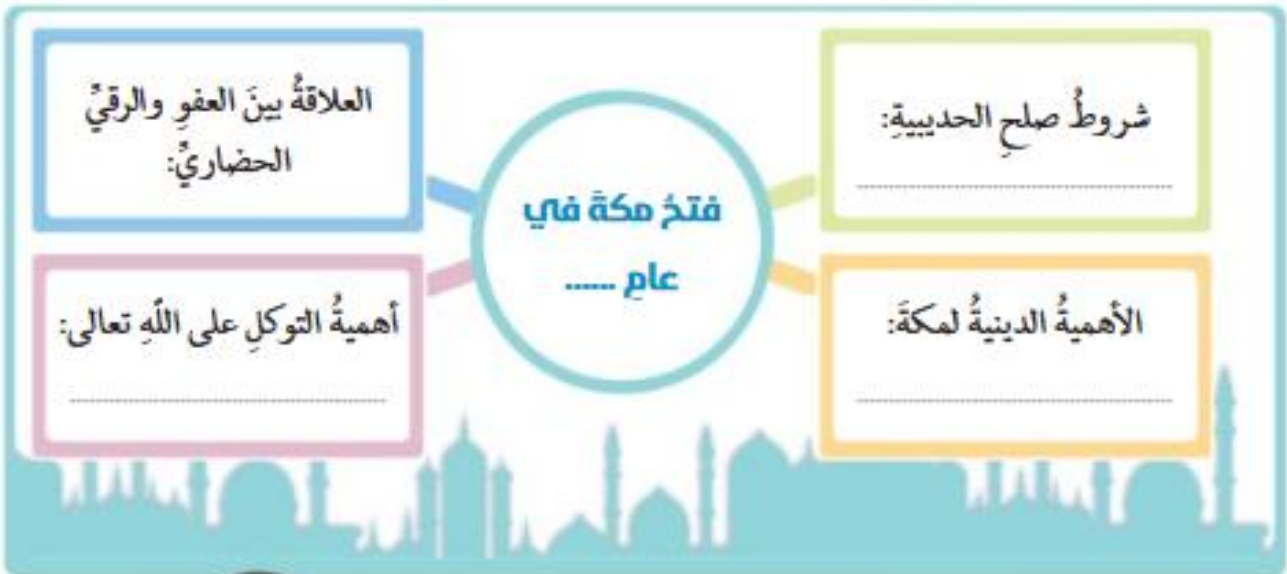 شروطُ صلحِ الحديبيةِ:
........................................
العلاقةُ بينَ العفوِ والرقيِّ
الحضاريِّ:
فتحُ مكةَ في
عامِ ......
الأهميةُ الدينيةُ لمكةَ:
........................................
أهميةُ التوكلِ على اللّهِ تعالى:
........................................